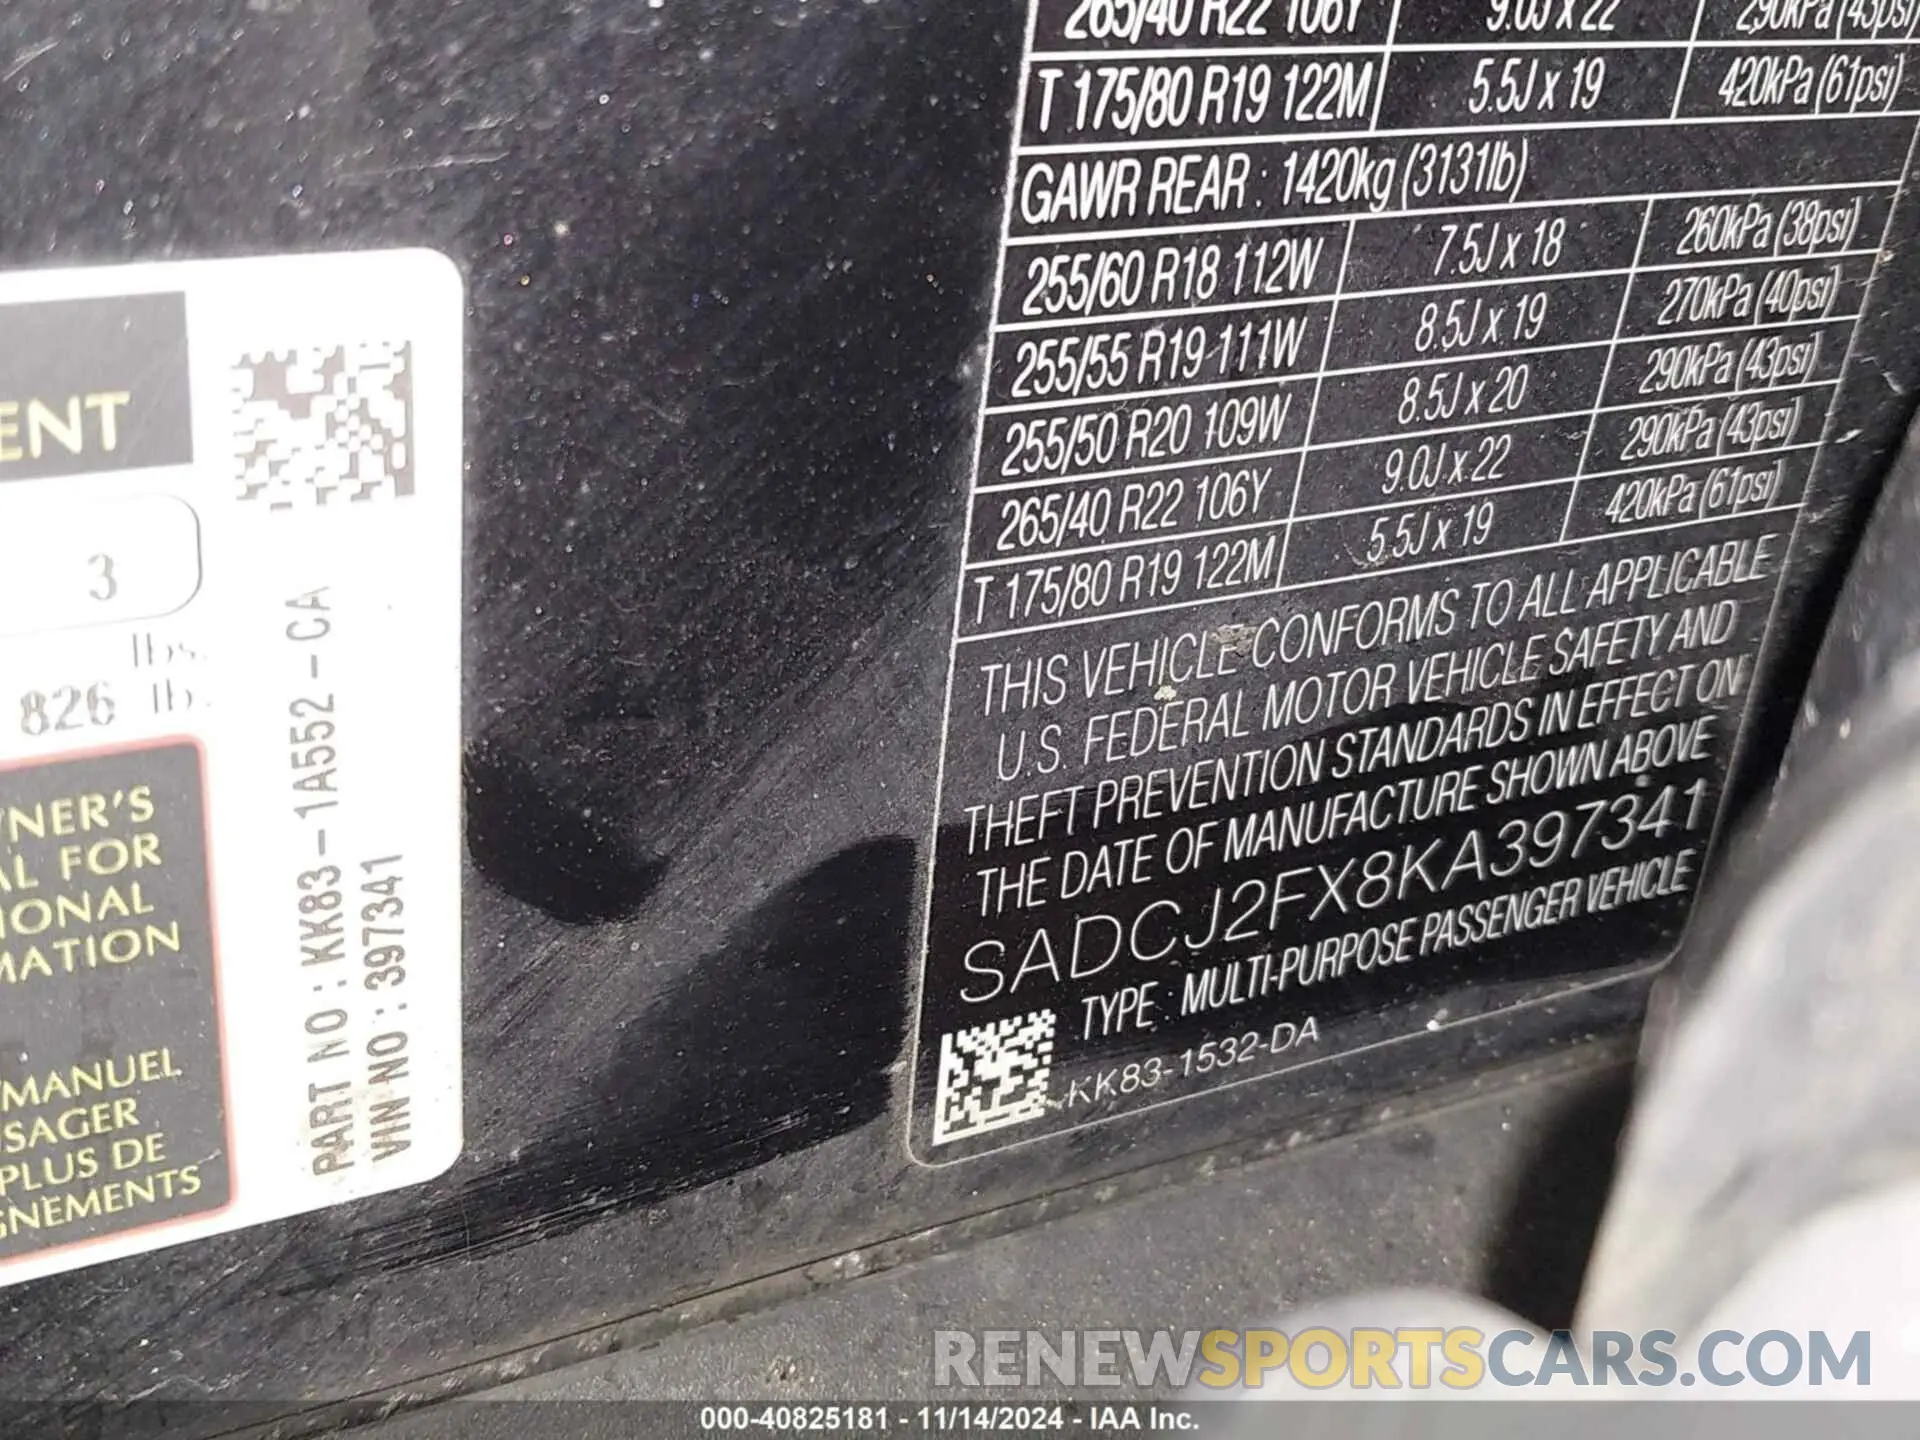 265/40 R22 106Y 9.0J x 22 290kPa (43psi)
T 175/80 R19 122M 5.5J x 19 420kPa (61psi)
GAWR REAR : 1420kg (3131lb)
255/60 R18 112W 7.5J x 18 260kPa (38psi)
255/55 R19 111W 8.5J x 19 270kPa (40psi)
255/50 R20 109W 8.5J x 20 290kPa (43psi)
265/40 R22 106Y 9.0J x 22 290kPa (43psi)
T 175/80 R19 122M 5.5J x 19 420kPa (61psi)
THIS VEHICLE CONFORMS TO ALL APPLICABLE
U.S. FEDERAL MOTOR VEHICLE SAFETY AND
THEFT PREVENTION STANDARDS IN EFFECT ON
THE DATE OF MANUFACTURE SHOWN ABOVE
SADCJ2FX8KA397341
TYPE : MULTI-PURPOSE PASSENGER VEHICLE
KK83-1532-DA
ENT
3
lbs.
826 lb.
NER'S
AL FOR
IONAL
MATION
MANUEL
SAGER
PLUS DE
GNEMENTS
PART NO : KK83-1A552-CA
VIN NO : 397341
RENEWSPORTSCARS.COM
000-40825181 - 11/14/2024 - IAA Inc.